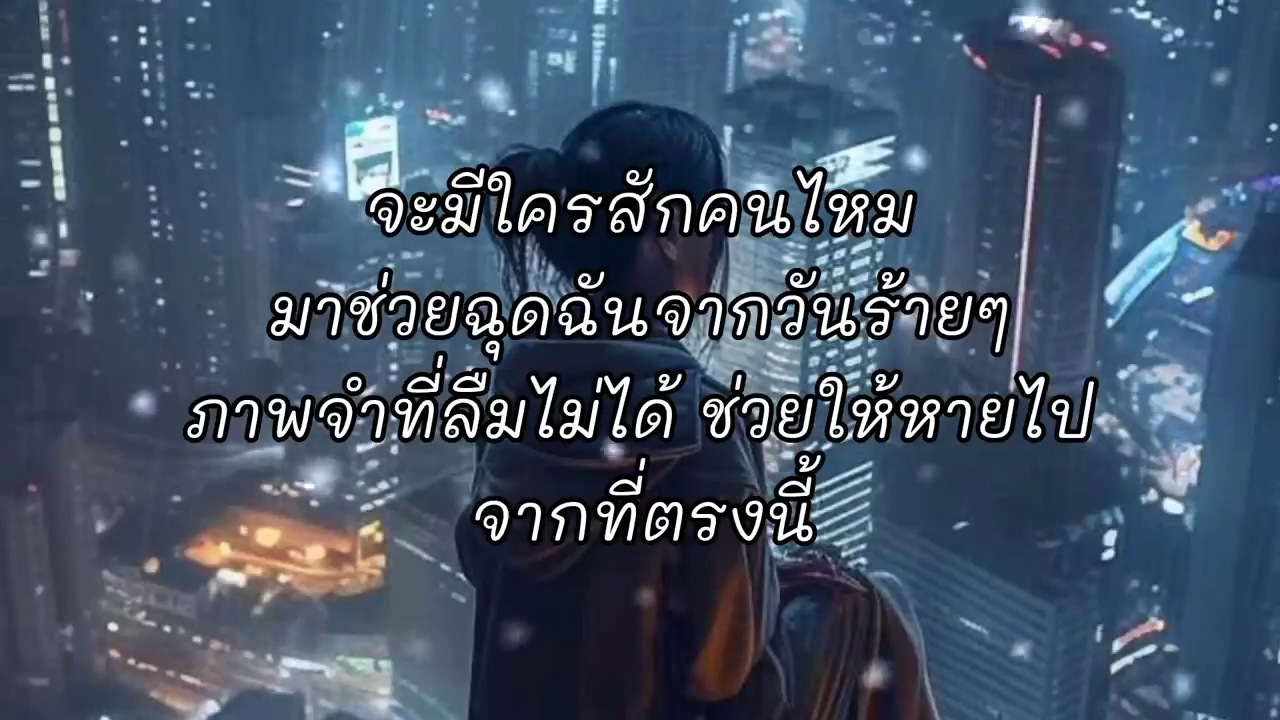 จะมีใครสักคนไหม
มาช่วยฉุดฉันจากวันร้ายๆ
ภาพจำที่ลืมไม่ได้ ช่วยให้หายไป
จากที่ตรงนี้